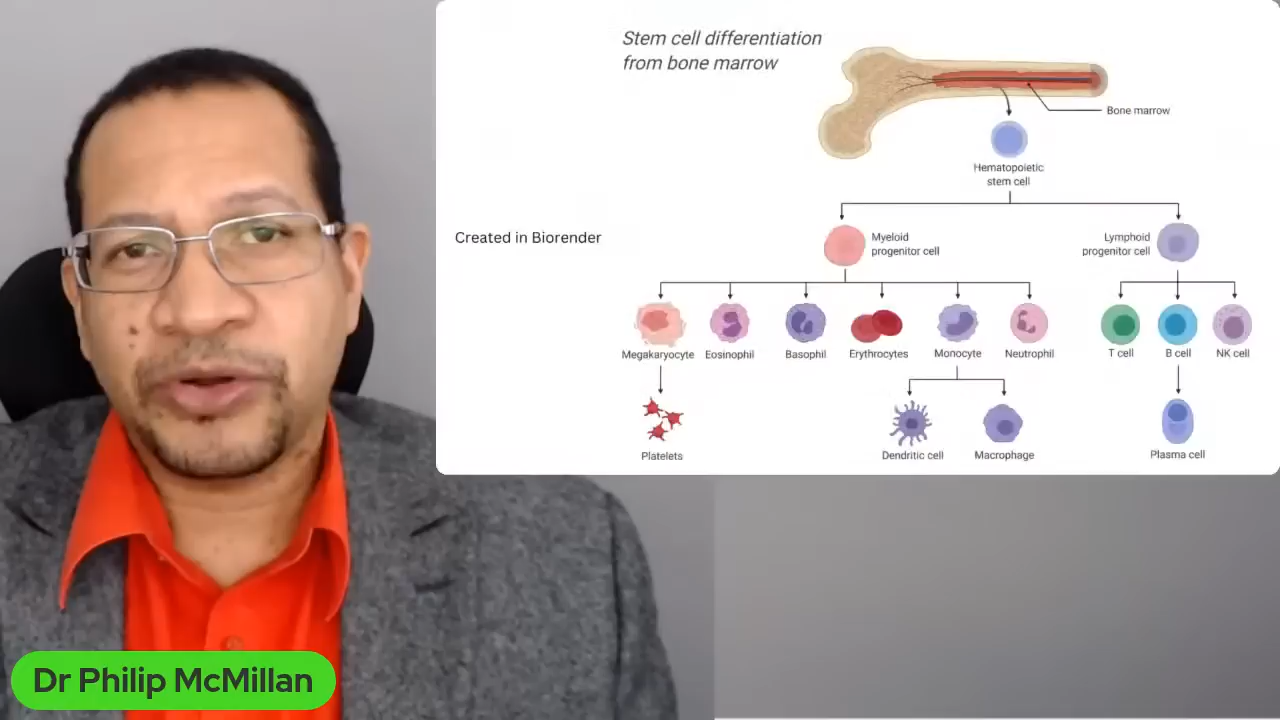 Stem cell differentiation
from bone marrow
Bone marrow
Hematopoietic
stem cell
Created in Biorender
Myeloid
progenitor cell
Lymphoid
progenitor cell
Megakaryocyte
Eosinophil
Basophil
Erythrocytes
Monocyte
Neutrophil
T cell
B cell
NK cell
Platelets
Dendritic cell
Macrophage
Plasma cell
Dr Philip McMillan